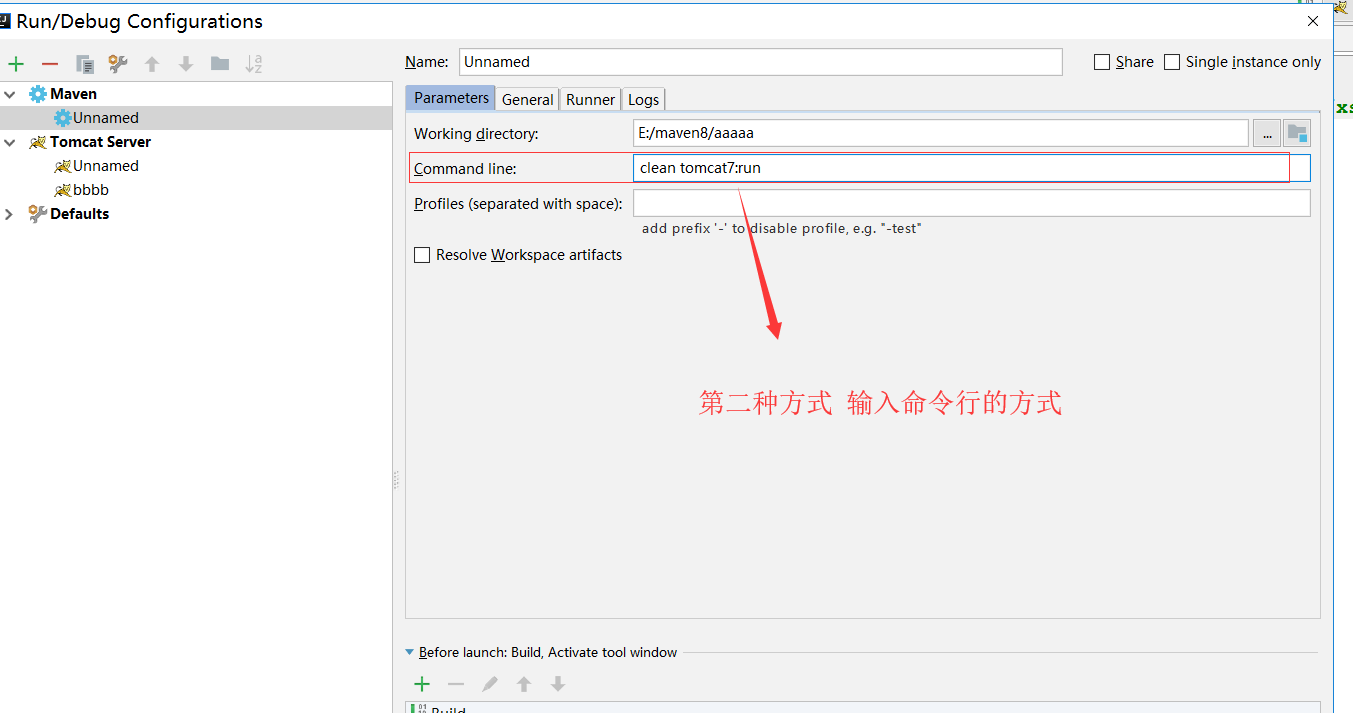 Run/Debug Configurations
Name: Unnamed Share Single instance only
Maven
Unnamed
Tomcat Server
Unnamed
bbbb
Defaults
Parameters General Runner Logs
Working directory: E:/maven8/aaaaa ...
Command line: clean tomcat7:run
Profiles (separated with space):
add prefix '-' to disable profile, e.g. "-test"
Resolve Workspace artifacts
第二种方式 输入命令行的方式
Before launch: Build, Activate tool window
Build